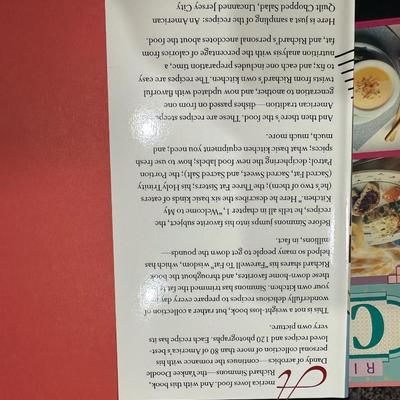 America loves food. And with this book,
Richard Simmons—the Yankee Doodle
Dandy of aerobics—continues the romance with his
personal collection of more than 80 of America's best-
loved recipes and 120 photographs. Each recipe has its
very own picture.
This is not a weight-loss book, but rather a collection of
wonderfully delicious recipes to prepare every day in
your own kitchen. Simmons has trimmed the fat
these down-home favorites, and throughout the book
Richard shares his "Farewell To Fat" wisdom, which has
helped so many people to get down the pounds—
millions, in fact.
Before Simmons jumps into his favorite subject, the
recipes, he tells all in chapter 1, "Welcome to My
Kitchen." Here he describes the six basic kinds of eaters
(he's two of them); the Three Fat Sisters; his Holy Trinity
(Sacred Fat, Sacred Sweet, and Sacred Salt); the Portion
Patrol; deciphering the new food labels; how to use fresh
spices; what basic kitchen equipment you need; and
much, much more.
And then there's the food. These are recipes steeped
American tradition—dishes passed on from one
generation to another, and now updated with flavorful
twists from Richard's own kitchen. The recipes are easy
to fix, and each one includes preparation time, a
nutrition analysis with the percentage of calories from
fat, and Richard's personal anecdotes about the food.
Here is just a sampling of the recipes: An American
Quilt Chopped Salad, Uncanned Jersey City
RI
C